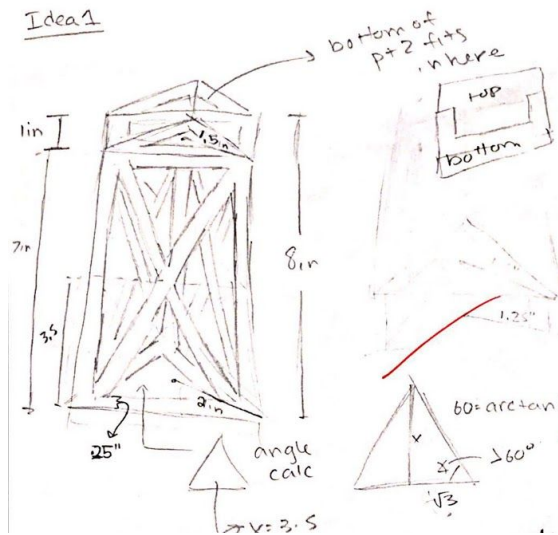 Idea 1
bottom of
pt 2 fits
in here
top
bottom
1in
1.5in
7in
8in
3.5
2in
.25"
1.25"
angle
calc
60=arctan
x
60°
√3
x=3.5